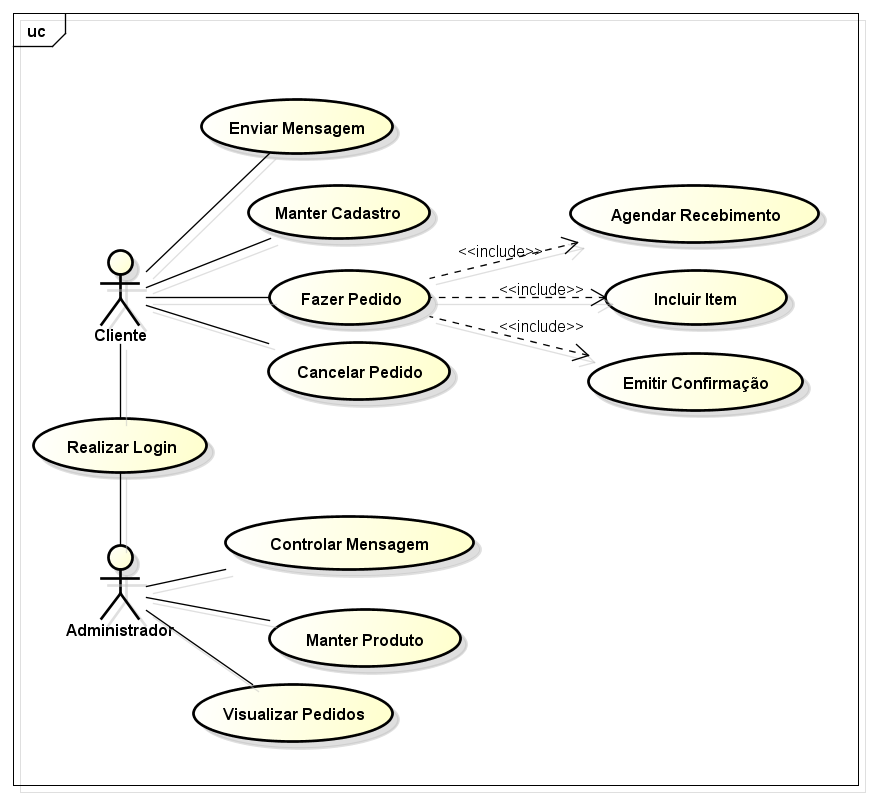 uc
Enviar Mensagem
Manter Cadastro
Agendar Recebimento
<<include>>
Cliente
Fazer Pedido
<<include>>
Incluir Item
<<include>>
Cancelar Pedido
Emitir Confirmação
Realizar Login
Controlar Mensagem
Administrador
Manter Produto
Visualizar Pedidos